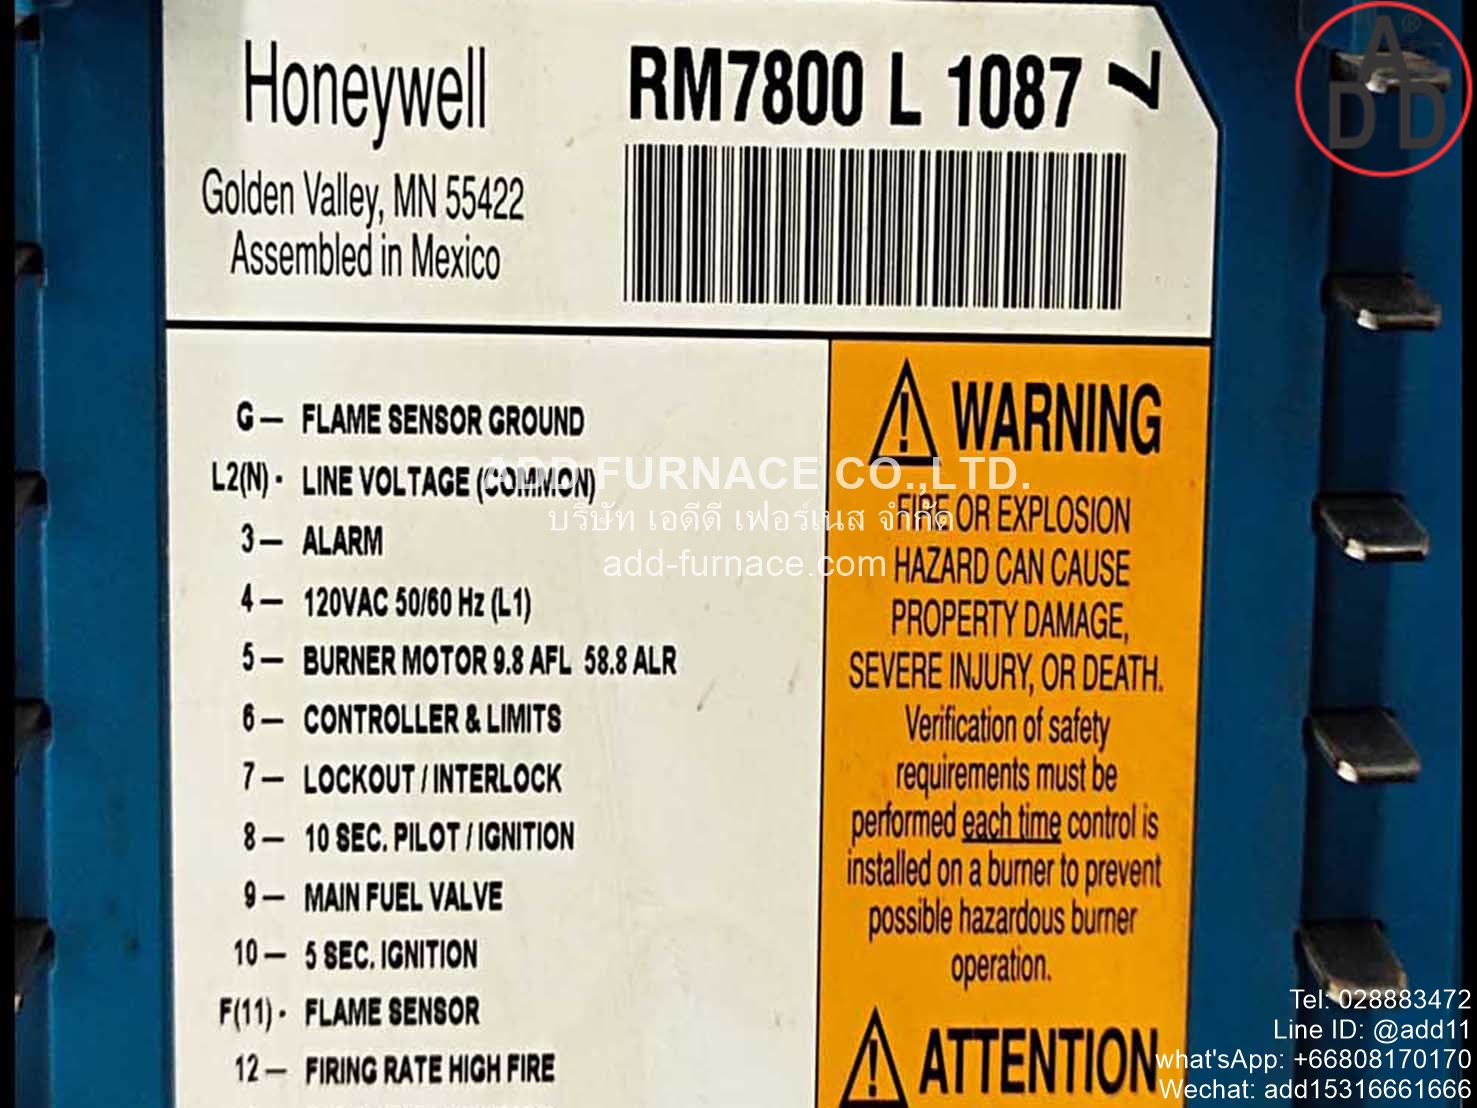 Honeywell
Golden Valley, MN 55422
Assembled in Mexico
RM7800 L 1087
G — FLAME SENSOR GROUND
L2(N) - LINE VOLTAGE (COMMON)
3 — ALARM
4 — 120VAC 50/60 Hz (L1)
5 — BURNER MOTOR 9.8 AFL 58.8 ALR
6 — CONTROLLER & LIMITS
7 — LOCKOUT / INTERLOCK
8 — 10 SEC. PILOT / IGNITION
9 — MAIN FUEL VALVE
10 — 5 SEC. IGNITION
F(11) - FLAME SENSOR
12 — FIRING RATE HIGH FIRE
WARNING
FIRE OR EXPLOSION
HAZARD CAN CAUSE
PROPERTY DAMAGE,
SEVERE INJURY, OR DEATH.
Verification of safety
requirements must be
performed each time control is
installed on a burner to prevent
possible hazardous burner
operation.
ATTENTION
ADD FURNACE CO.,LTD.
บริษัท เอดีดี เฟอร์เนส จำกัด
add-furnace.com
A®
DD
Tel: 028883472
Line ID: @add11
what'sApp: +66808170170
Wechat: add15316661666